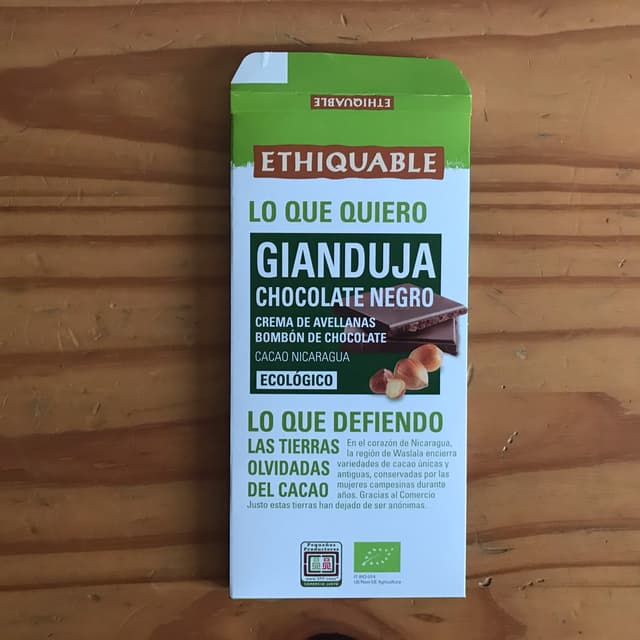 ETHIQUABLE
ETHIQUABLE
LO QUE QUIERO
GIANDUJA
CHOCOLATE NEGRO
CREMA DE AVELLANAS
BOMBÓN DE CHOCOLATE
CACAO NICARAGUA
ECOLÓGICO
LO QUE DEFIENDO
LAS TIERRAS
OLVIDADAS
DEL CACAO
En el corazón de Nicaragua,
la región de Waslala encierra
variedades de cacao únicas y
antiguas, conservadas por las
mujeres campesinas durante
años. Gracias al Comercio
Justo estas tierras han dejado de ser anónimas.
Pequeños
Productores
COMERCIO JUSTO